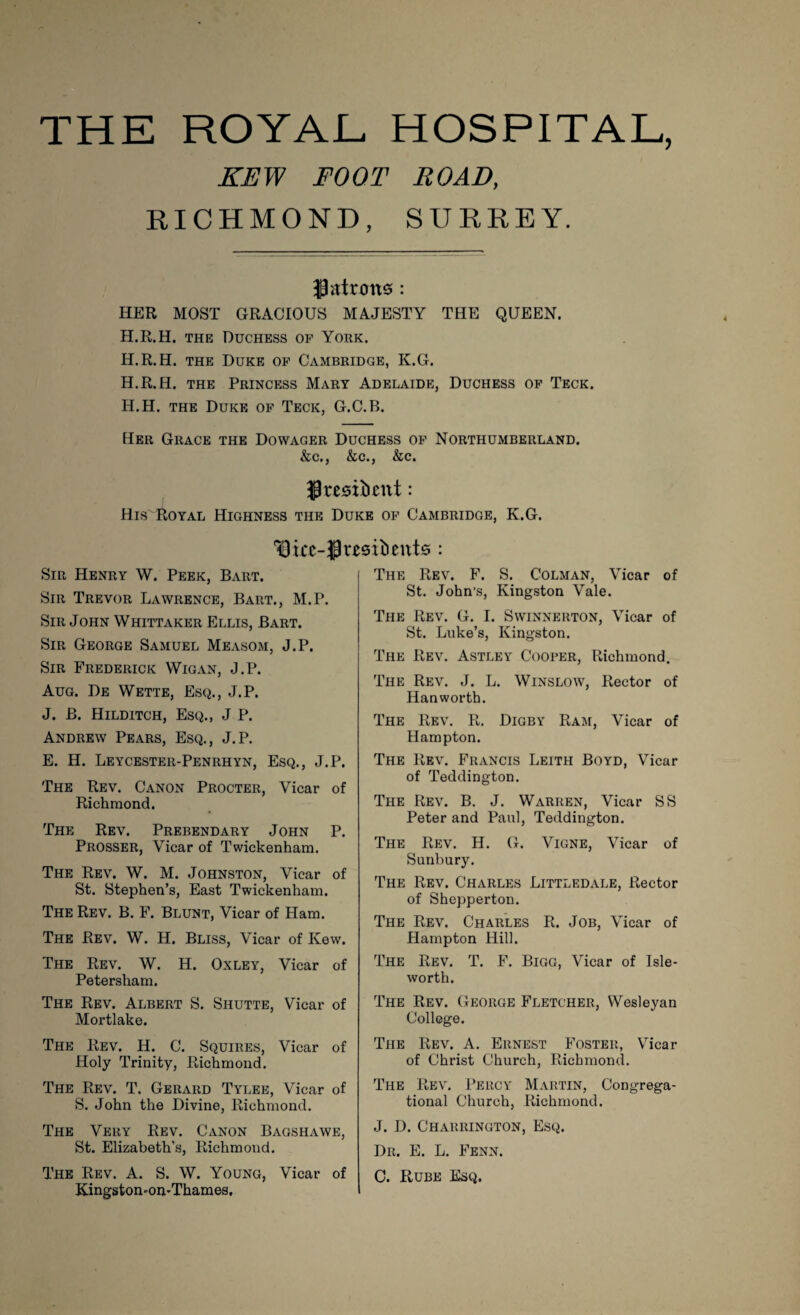 THE ROYAL HOSPITAL,
KEW FOOT ROAD,
RICHMOND, SURREY.
Patrons :
HER MOST GRACIOUS MAJESTY THE QUEEN.
H.R.H. THE DUCHESS OF YORK.
H.R.H. THE DUKE OF CAMBRIDGE, K.G.
H.R.H. THE PRINCESS MARY ADELAIDE, DUCHESS OF TECK.
H.H. THE DUKE OF TECK, G.C.B.
HER GRACE THE DOWAGER DUCHESS OF NORTHUMBERLAND.
&c., &c., &c.
President :
HIS ROYAL HIGHNESS THE DUKE OF CAMBRIDGE, K.G.
Vice-Presidents :
SIR HENRY W. PEEK, BART.
SIR TREVOR LAWRENCE, BART., M.P.
SIR JOHN WHITTAKER ELLIS, BART.
SIR GEORGE SAMUEL MEASOM, J.P.
SIR FREDERICK WIGAN, J.P.
AUG. DE WETTE, ESQ., J.P.
J. B. HILDITCH, ESQ., J P.
ANDREW PEARS, ESQ., J.P.
E. H. LEYCESTER-PENRHYN, ESQ., J.P.
THE REV. CANON PROCTER, Vicar of
Richmond.
THE REV. PREBENDARY JOHN P.
PROSSER, Vicar of Twickenham.
THE REV. W. M. JOHNSTON, Vicar of
St. Stephen's, East Twickenham.
THE REV. B. F. BLUNT, Vicar of Ham.
THE REV. W. H. BLISS, Vicar of Kew.
THE REV. W. H. OXLEY, Vicar of
Petersham.
THE REV. ALBERT S. SHUTTE, Vicar of
Mortlake.
THE REV. H. C. SQUIRES, Vicar of
Holy Trinity, Richmond.
THE REV. T. GERARD TYLEE, Vicar of
S. John the Divine, Richmond.
THE VERY REV. CANON BAGSHAWE,
St. Elizabeth's, Richmond.
THE REV. A. S. W. YOUNG, Vicar of
Kingston-on-Thames.
THE REV. F. S. COLMAN, Vicar of
St. John's, Kingston Vale.
THE REV. G. I. SWINNERTON, Vicar of
St. Luke's, Kingston.
THE REV. ASTLEY COOPER, Richmond.
THE REV. J. L. WINSLOW, Rector of
Hanworth.
THE REV. R. DIGBY RAM, Vicar of
Hampton.
THE REV. FRANCIS LEITH BOYD, Vicar
of Teddington.
THE REV. B. J. WARREN, Vicar SS
Peter and Paul, Teddington.
THE REV. H. G. VIGNE, Vicar of
Sunbury.
THE REV. CHARLES LITTLEDALE, Rector
of Shepperton.
THE REV. CHARLES R. JOB, Vicar of
Hampton Hill.
THE REV. T. F. BIGG, Vicar of Isle-
worth.
THE REV. GEORGE FLETCHER, Wesleyan
College.
THE REV. A. ERNEST FOSTER, Vicar
of Christ Church, Richmond.
THE REV. PERCY MARTIN, Congrega-
tional Church, Richmond.
J. D. CHARRINGTON, ESQ.
DR. E. L. FENN.
C. RUBE ESQ.